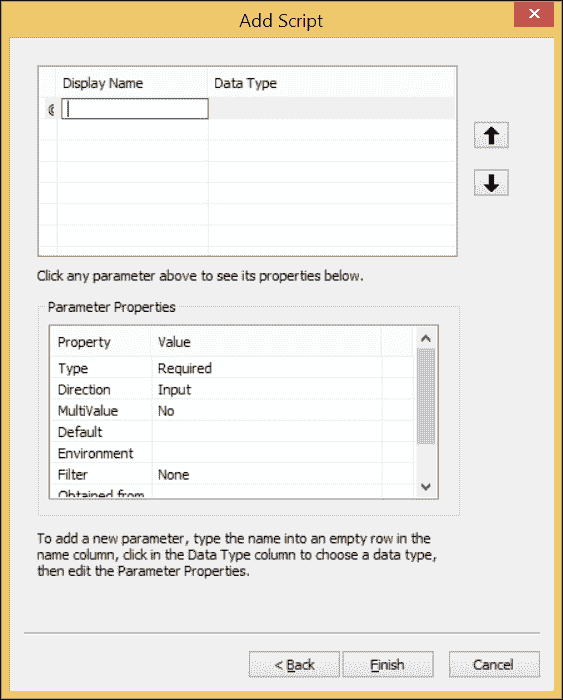 Add Script
Display Name Data Type
Click any parameter above to see its properties below.
Parameter Properties
Property Value
Type Required
Direction Input
MultiValue No
Default
Environment
Filter None
Obtained from
To add a new parameter, type the name into an empty row in the
name column, click in the Data Type column to choose a data type,
then edit the Parameter Properties.
< Back Finish Cancel